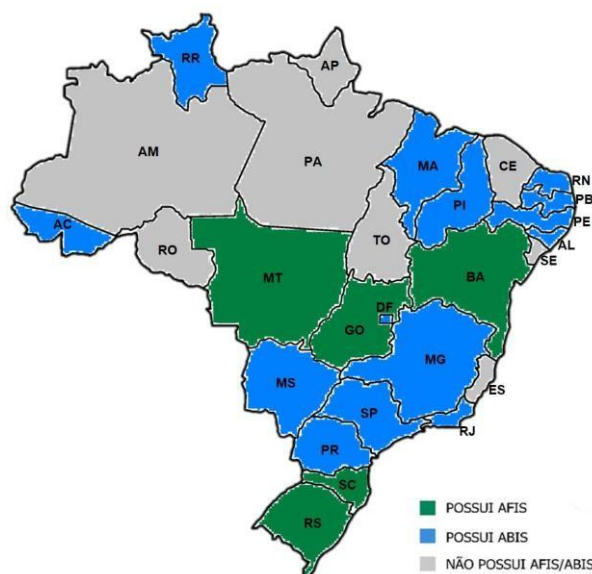 RR
AP
AM
PA
MA
CE
RN
PB
PI
PE
AC
AL
TO
SE
RO
BA
MT
DF
GO
MG
MS
ES
SP
RJ
PR
SC
RS
POSSUI AFIS
POSSUI ABIS
NÃO POSSUI AFIS/ABIS